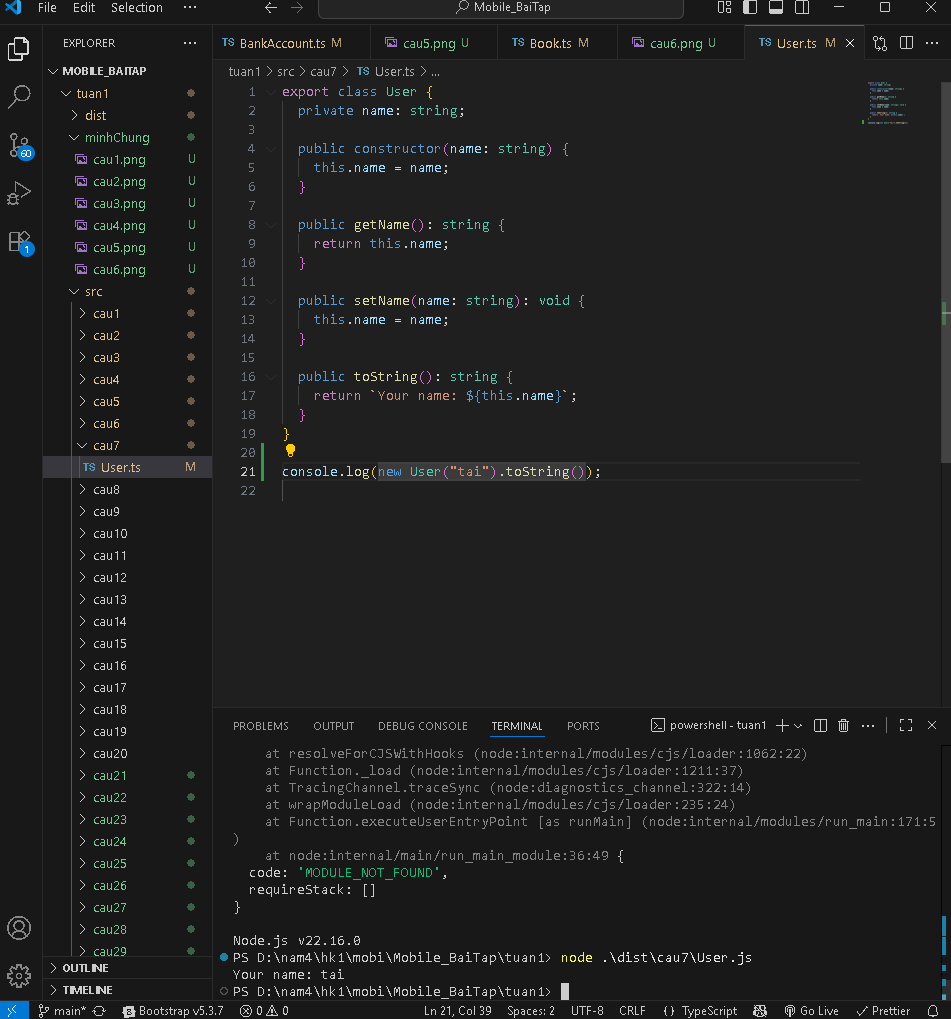 File Edit Selection ··· Mobile_BaiTap
EXPLORER ···
MOBILE_BAITAP
tuan1
dist
minhChung
cau1.png U
cau2.png U
cau3.png U
cau4.png U
cau5.png U
cau6.png U
src
cau1
cau2
cau3
cau4
cau5
cau6
cau7
TS User.ts M
cau8
cau9
cau10
cau11
cau12
cau13
cau14
cau15
cau16
cau17
cau18
cau19
cau20
cau21
cau22
cau23
cau24
cau25
cau26
cau27
cau28
cau29
OUTLINE
TIMELINE
60
1
TS BankAccount.ts M cau5.png U TS Book.ts M cau6.png U TS User.ts M
tuan1 > src > cau7 > TS User.ts > ...
1 export class User {
2 private name: string;
3
4 public constructor(name: string) {
5 this.name = name;
6 }
7
8 public getName(): string {
9 return this.name;
10 }
11
12 public setName(name: string): void {
13 this.name = name;
14 }
15
16 public toString(): string {
17 return `Your name: ${this.name}`;
18 }
19 }
20
21 console.log(new User("tai").toString());
22
PROBLEMS OUTPUT DEBUG CONSOLE TERMINAL PORTS powershell - tuan1
at resolveForCJSWithHooks (node:internal/modules/cjs/loader:1062:22)
at Function._load (node:internal/modules/cjs/loader:1211:37)
at TracingChannel.traceSync (node:diagnostics_channel:322:14)
at wrapModuleLoad (node:internal/modules/cjs/loader:235:24)
at Function.executeUserEntryPoint [as runMain] (node:internal/modules/run_main:171:5
)
at node:internal/main/run_main_module:36:49 {
code: 'MODULE_NOT_FOUND',
requireStack: []
}
Node.js v22.16.0
PS D:\nam4\hk1\mobi\Mobile_BaiTap\tuan1> node .\dist\cau7\User.js
Your name: tai
PS D:\nam4\hk1\mobi\Mobile_BaiTap\tuan1>
main* Bootstrap v5.3.7 0 0 Ln 21, Col 39 Spaces: 2 UTF-8 CRLF {} TypeScript Go Live Prettier